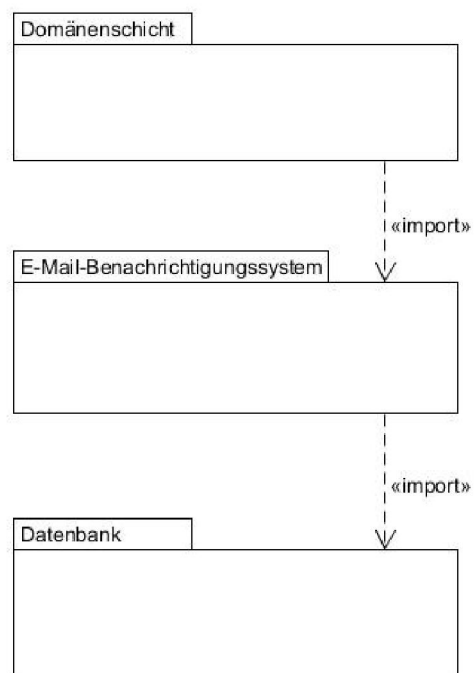 Domänenschicht
«import»
E-Mail-Benachrichtigungssystem
«import»
Datenbank